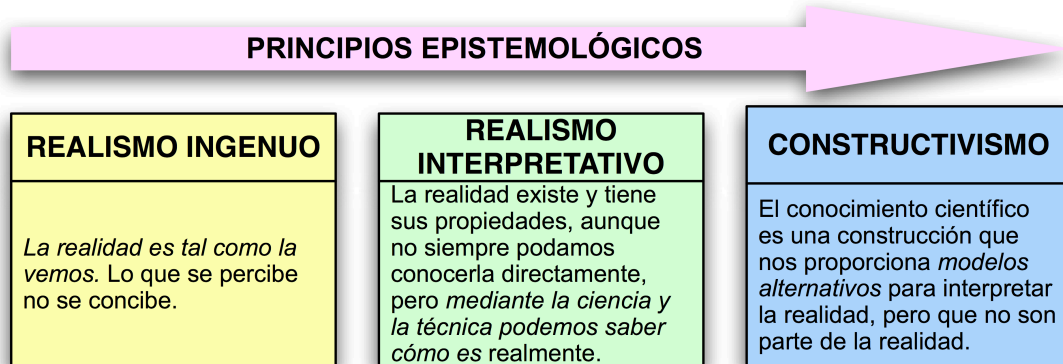 PRINCIPIOS EPISTEMOLÓGICOS
REALISMO INGENUO
La realidad es tal como la
vemos. Lo que se percibe
no se concibe.
REALISMO
INTERPRETATIVO
La realidad existe y tiene
sus propiedades, aunque
no siempre podamos
conocerla directamente,
pero mediante la ciencia y
la técnica podemos saber
cómo es realmente.
CONSTRUCTIVISMO
El conocimiento científico
es una construcción que
nos proporciona modelos
alternativos para interpretar
la realidad, pero que no son
parte de la realidad.